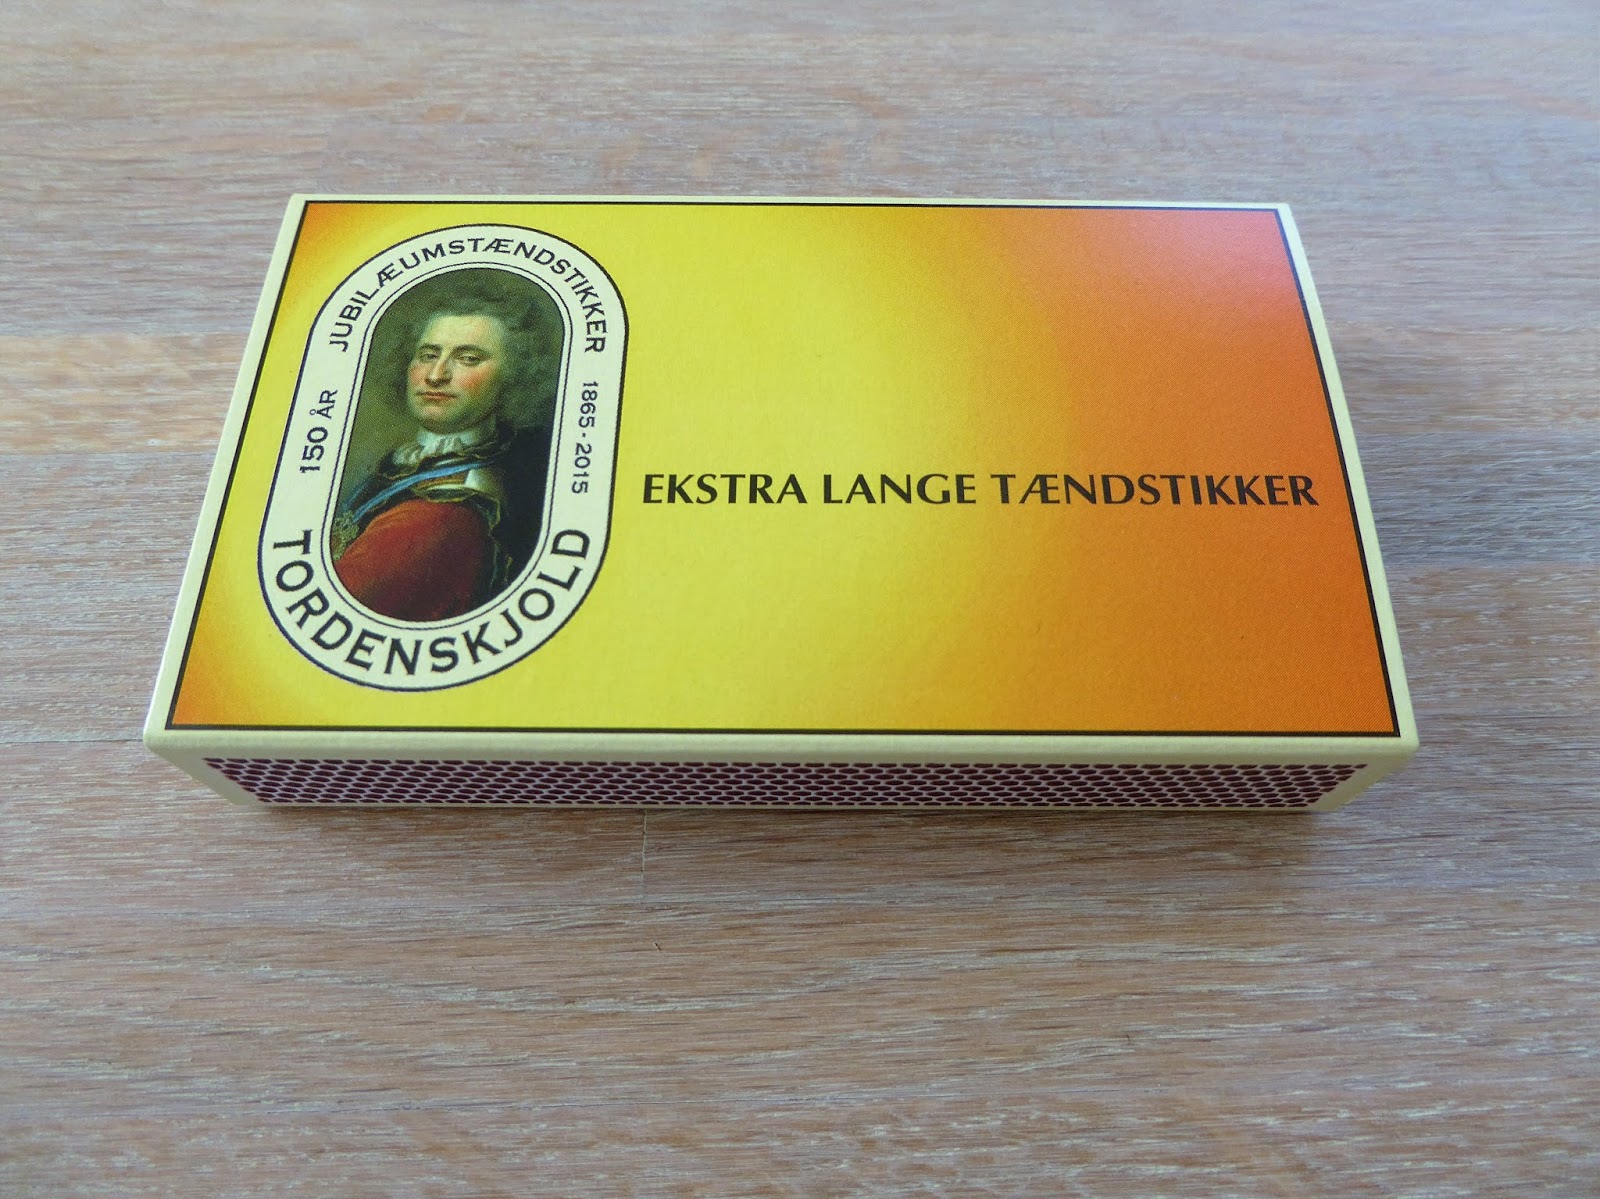 150 ÅR JUBILÆUMSTÆNDSTIKKER 1865-2015
TORDENSKJOLD
EKSTRA LANGE TÆNDSTIKKER